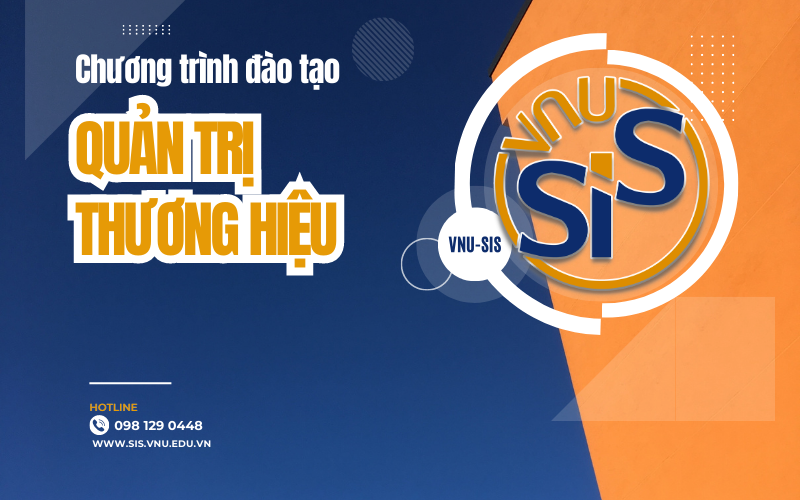 Chương trình đào tạo
QUẢN TRỊ
THƯƠNG HIỆU
VNU
SiS
VNU-SIS
HOTLINE
098 129 0448
WWW.SIS.VNU.EDU.VN